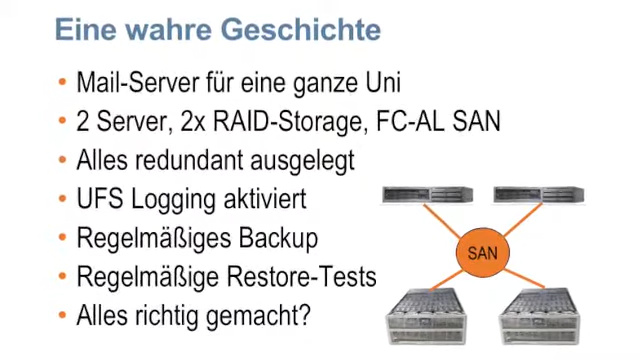 Eine wahre Geschichte
• Mail-Server für eine ganze Uni
• 2 Server, 2x RAID-Storage, FC-AL SAN
• Alles redundant ausgelegt
• UFS Logging aktiviert
• Regelmäßiges Backup
• Regelmäßige Restore-Tests
• Alles richtig gemacht?
SAN